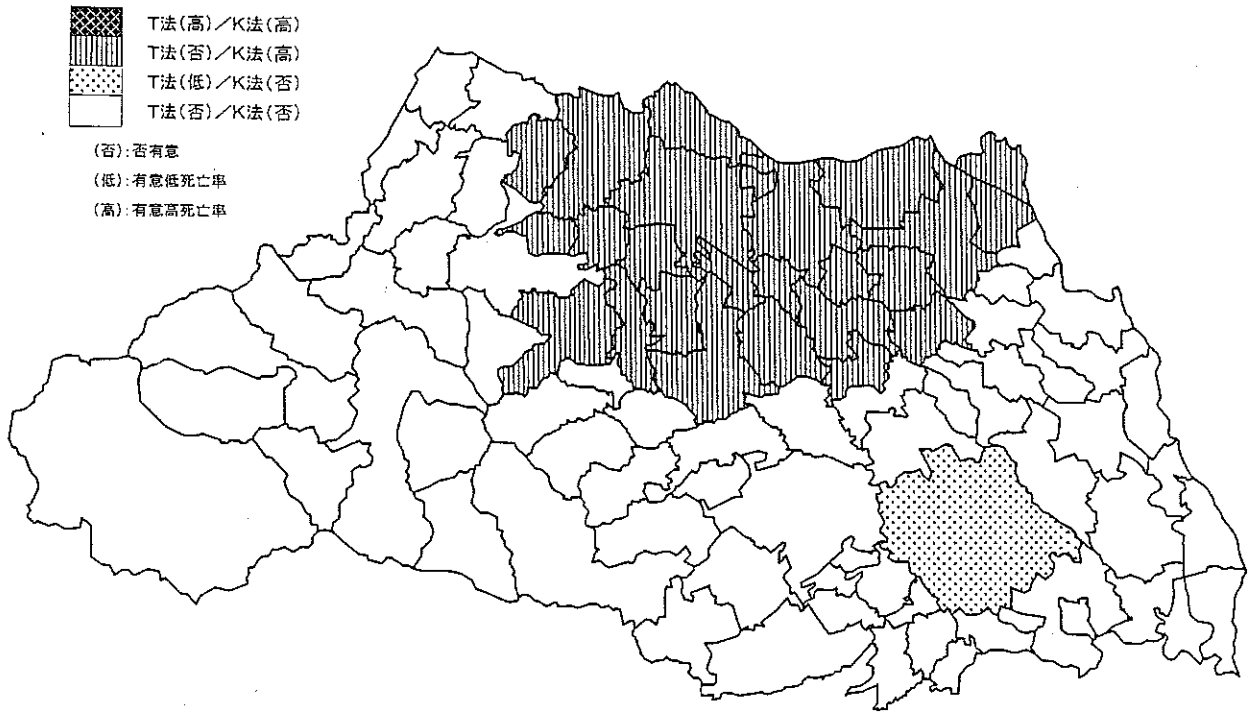 T法(高)／K法(高)
T法(否)／K法(高)
T法(低)／K法(否)
T法(否)／K法(否)
(否)：否有意
(低)：有意低死亡率
(高)：有意高死亡率